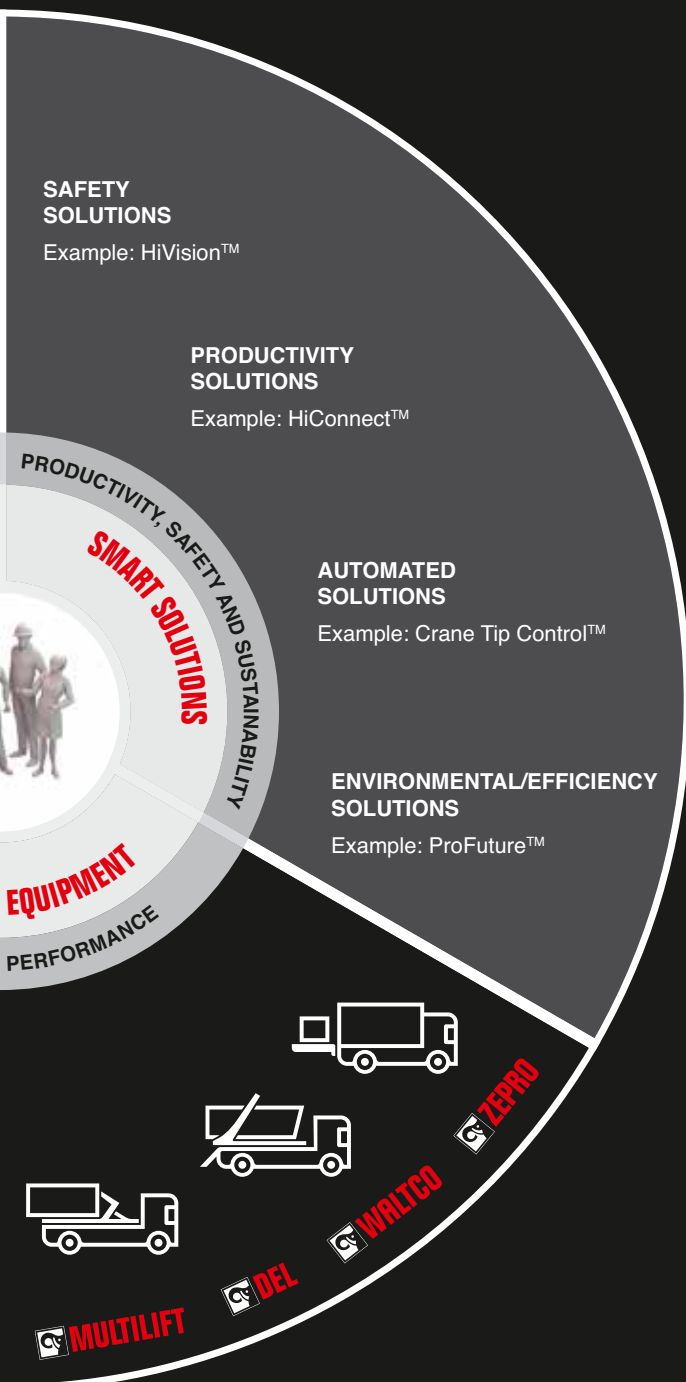 SAFETY
SOLUTIONS
Example: HiVision™
PRODUCTIVITY
SOLUTIONS
Example: HiConnect™
PRODUCTIVITY, SAFETY AND SUSTAINABILITY
SMART SOLUTIONS
AUTOMATED
SOLUTIONS
Example: Crane Tip Control™
ENVIRONMENTAL/EFFICIENCY
SOLUTIONS
Example: ProFuture™
EQUIPMENT
PERFORMANCE
ZEPRO
WALTCO
DEL
MULTILIFT